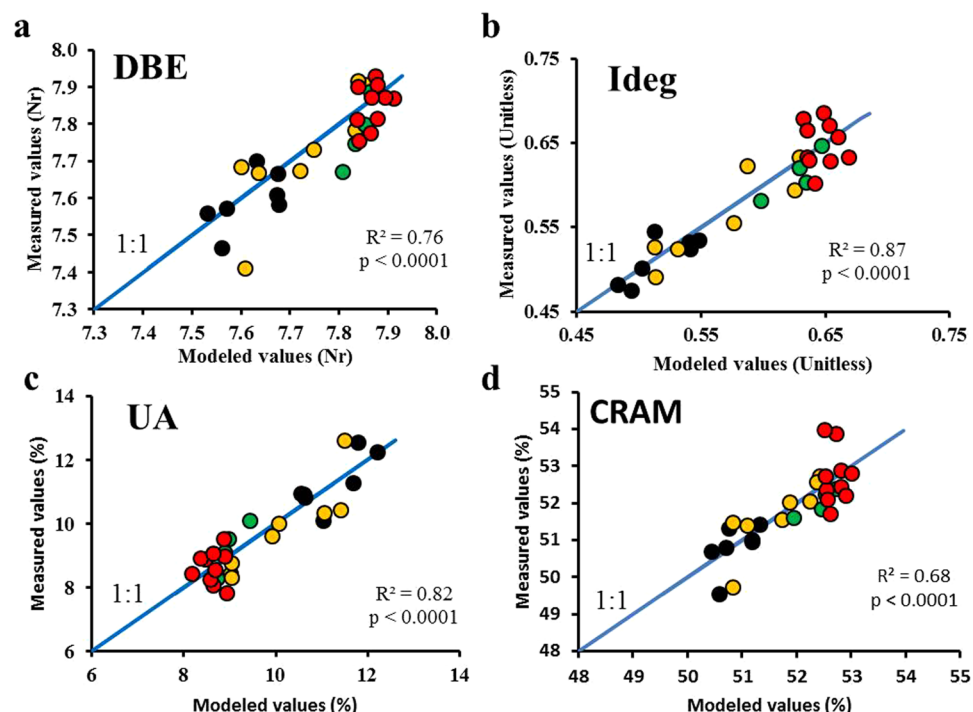 a
DBE
Measured values (Nr)
8.0
7.9
7.8
7.7
7.6
7.5
7.4
7.3
1:1
R² = 0.76
p < 0.0001
7.3 7.4 7.5 7.6 7.7 7.8 7.9 8.0
Modeled values (Nr)
b
Ideg
Measured values (Unitless)
0.75
0.65
0.55
0.45
1:1
R² = 0.87
p < 0.0001
0.45 0.55 0.65 0.75
Modeled values (Unitless)
c
UA
Measured values (%)
14
12
10
8
6
1:1
R² = 0.82
p < 0.0001
6 8 10 12 14
Modeled values (%)
d
CRAM
Measured values (%)
55
54
53
52
51
50
49
48
1:1
R² = 0.68
p < 0.0001
48 49 50 51 52 53 54 55
Modeled values (%)